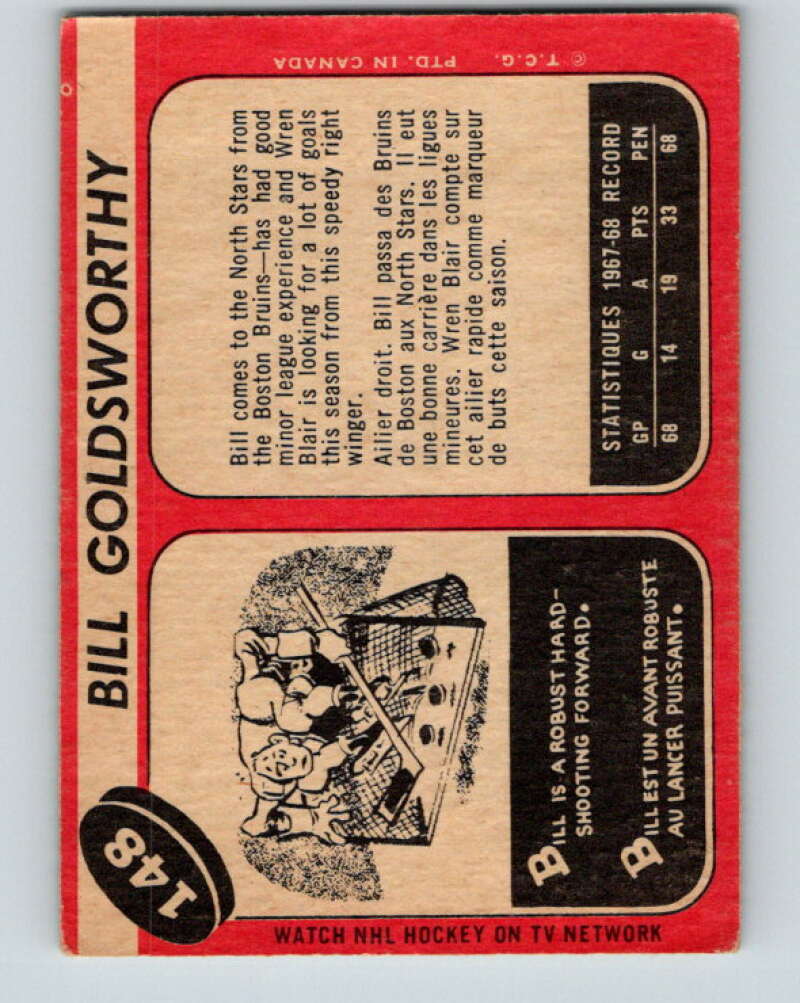 BILL GOLDSWORTHY
148
WATCH NHL HOCKEY ON TV NETWORK
BILL IS A ROBUST HARD-
SHOOTING FORWARD.
BILL EST UN AVANT ROBUSTE
AU LANCER PUISSANT.
Bill comes to the North Stars from
the Boston Bruins—has had good
minor league experience and Wren
Blair is looking for a lot of goals
this season from this speedy right
winger.
Ailier droit. Bill passa des Bruins
de Boston aux North Stars. Il eut
une bonne carrière dans les ligues
mineures. Wren Blair compte sur
cet ailier rapide comme marqueur
de buts cette saison.
STATISTIQUES 1967-68 RECORD
GP G A PTS PEN
68 14 19 33 68
© T.C.G. PTD. IN CANADA